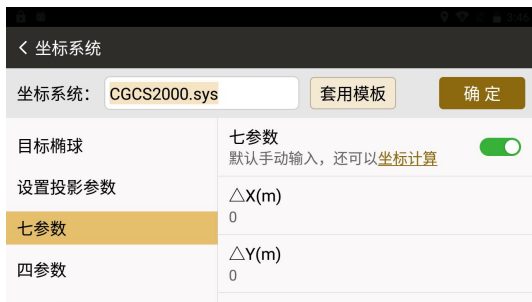 3:46
坐标系统
坐标系统： CGCS2000.sys 套用模板 确定
目标椭球
设置投影参数
七参数
四参数
七参数
默认手动输入，还可以坐标计算
△X(m)
0
△Y(m)
0